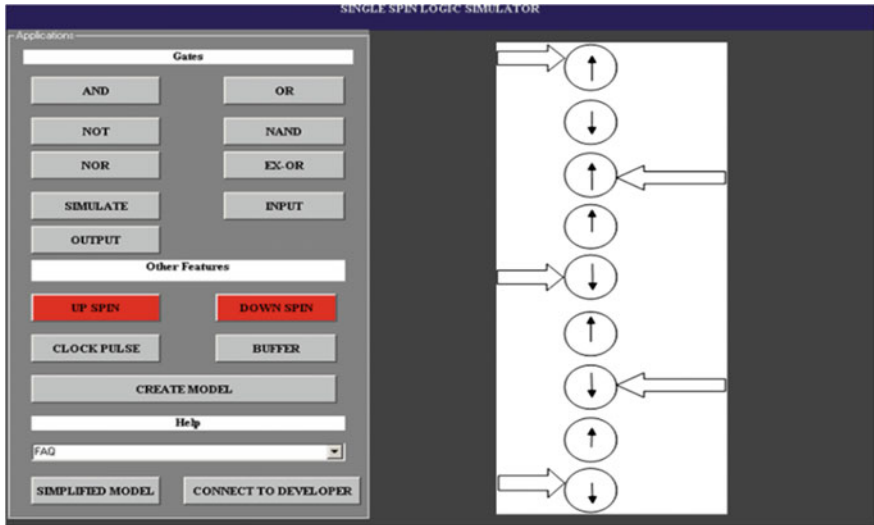 SINGLE SPIN LOGIC SIMULATOR
Applications
Gates
AND
OR
NOT
NAND
NOR
EX-OR
SIMULATE
INPUT
OUTPUT
Other Features
UP SPIN
DOWN SPIN
CLOCK PULSE
BUFFER
CREATE MODEL
Help
FAQ
SIMPLIFIED MODEL
CONNECT TO DEVELOPER